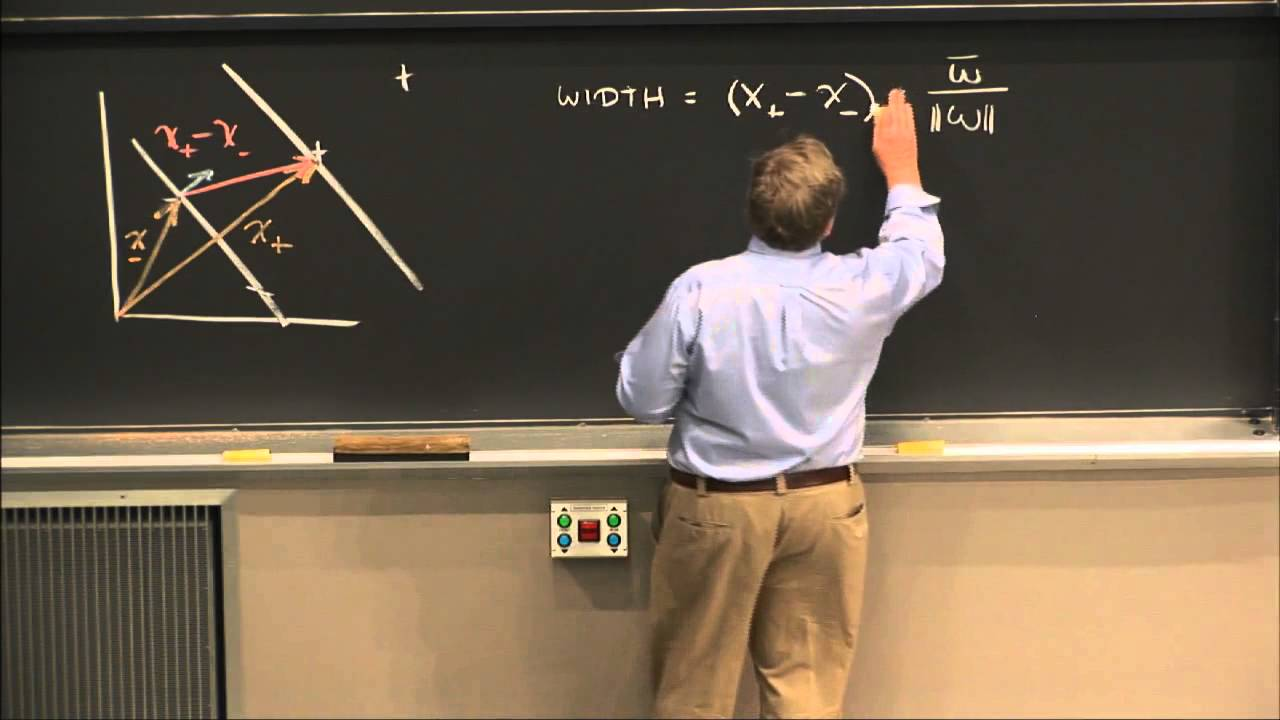 +
WIDTH = (x₊ - x₋) · w̅ / ||w||
x₊ - x₋
+
x₋
x₊
-